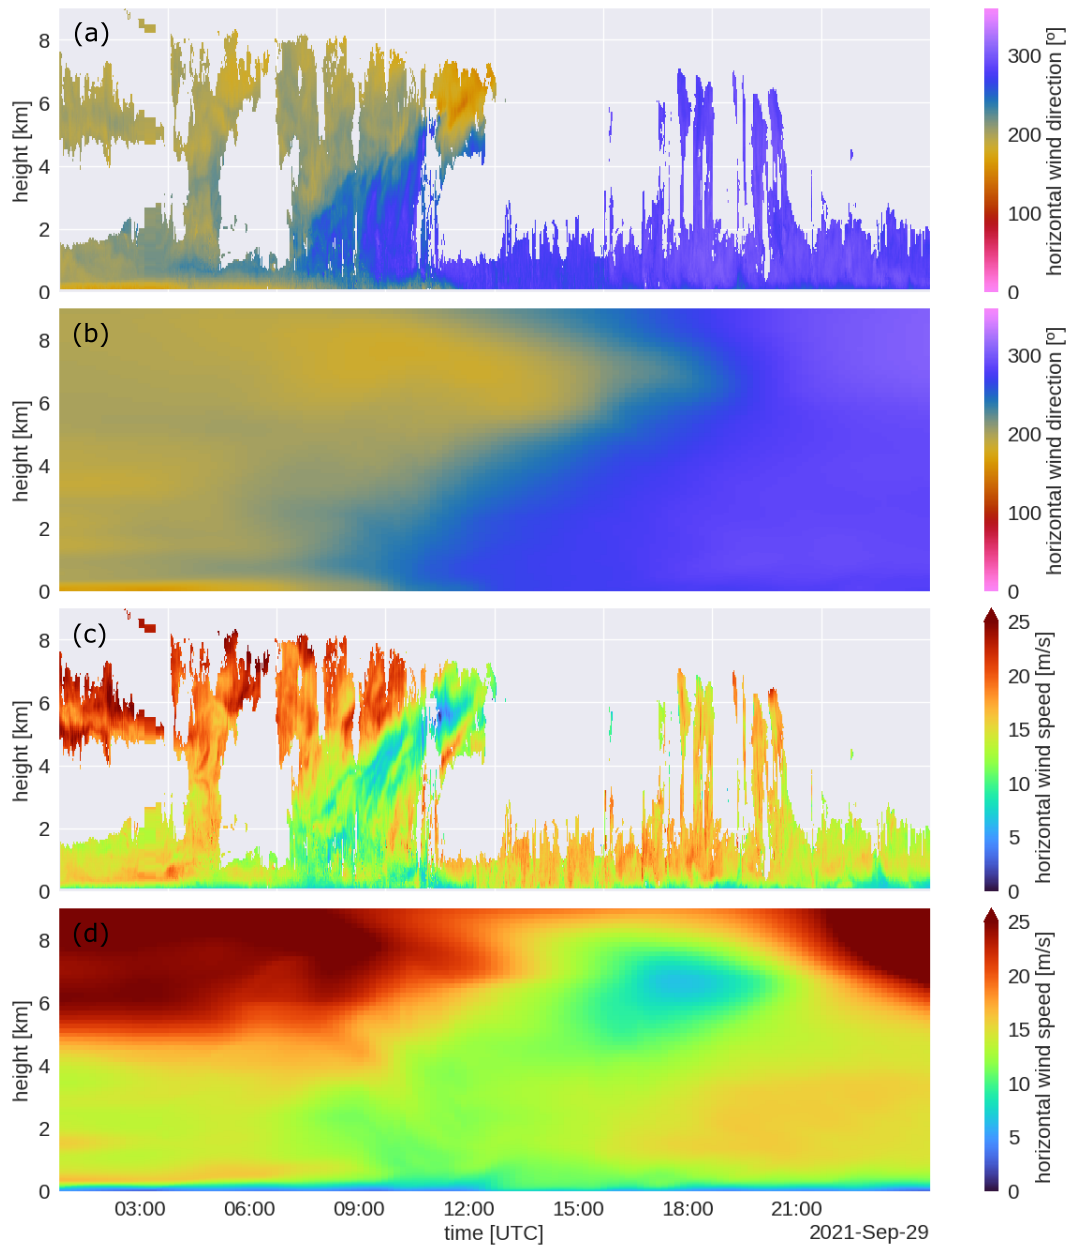 (a)
8
6
4
2
0
height [km]
300
200
100
0
horizontal wind direction [º]
(b)
8
6
4
2
0
height [km]
300
200
100
0
horizontal wind direction [º]
(c)
8
6
4
2
0
height [km]
25
20
15
10
5
0
horizontal wind speed [m/s]
(d)
8
6
4
2
0
height [km]
25
20
15
10
5
0
horizontal wind speed [m/s]
03:00 06:00 09:00 12:00 15:00 18:00 21:00
time [UTC]
2021-Sep-29